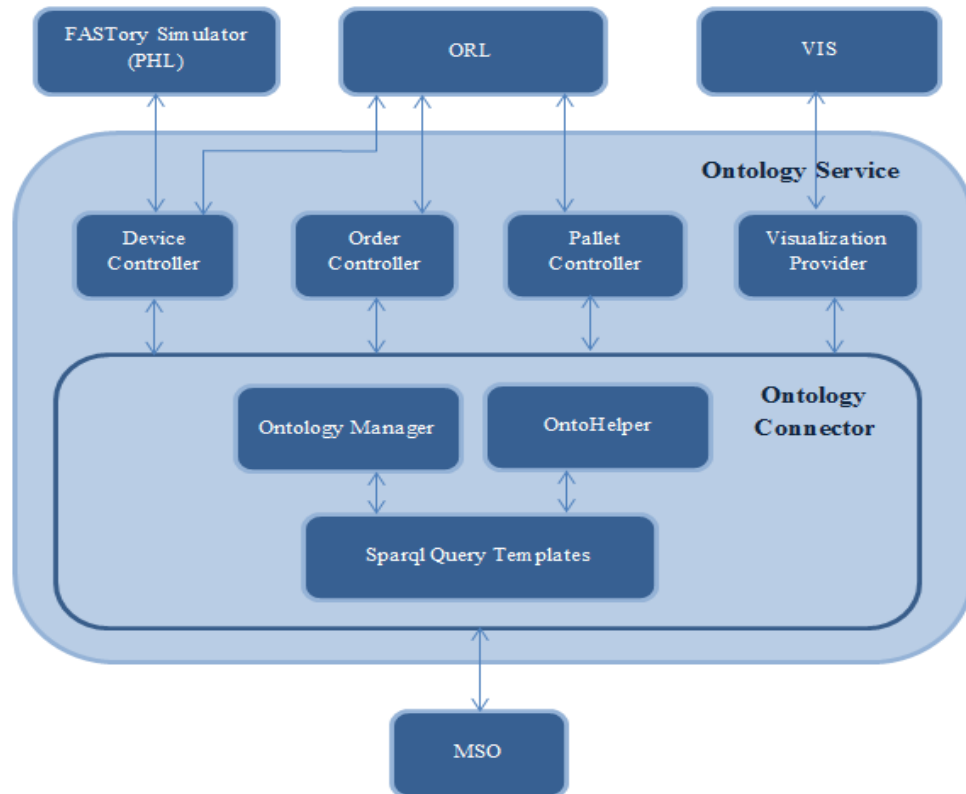 FASTory Simulator
(PHL)
ORL
VIS
Ontology Service
Device
Controller
Order
Controller
Pallet
Controller
Visualization
Provider
Ontology
Connector
Ontology Manager
OntoHelper
Sparql Query Templates
MSO